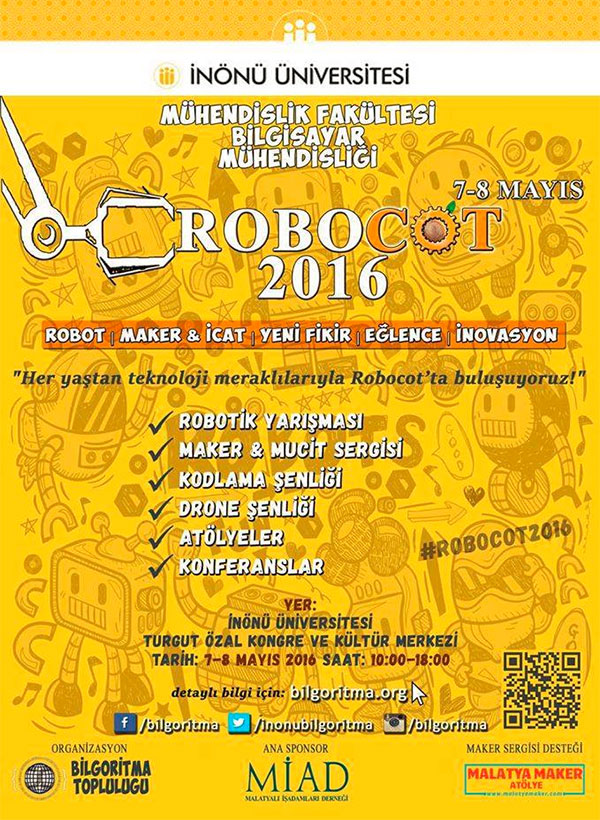 İNÖNÜ ÜNİVERSİTESİ
MÜHENDİSLİK FAKÜLTESİ
BİLGİSAYAR
MÜHENDİSLİĞİ
7-8 MAYIS
ROBOCOT
2016
ROBOT | MAKER & İCAT | YENİ FİKİR | EĞLENCE | İNOVASYON
"Her yaştan teknoloji meraklılarıyla Robocot'ta buluşuyoruz!"
ROBOTİK YARIŞMASI
MAKER & MUCİT SERGİSİ
KODLAMA ŞENLİĞİ
DRONE ŞENLİĞİ
ATÖLYELER
KONFERANSLAR
#ROBOCOT2016
YER:
İNÖNÜ ÜNİVERSİTESİ
TURGUT ÖZAL KONGRE VE KÜLTÜR MERKEZİ
TARİH: 7-8 MAYIS 2016 SAAT: 10:00-18:00
detaylı bilgi için: bilgoritma.org
/bilgoritma /inonubilgoritma /bilgoritma
ORGANİZASYON
BİLGORİTMA
TOPLULUGU
ANA SPONSOR
MİAD
MALATYALI İŞADAMLARI DERNEĞİ
MAKER SERGİSİ DESTEĞİ
MALATYA MAKER
ATÖLYE
www.malatyamaker.com